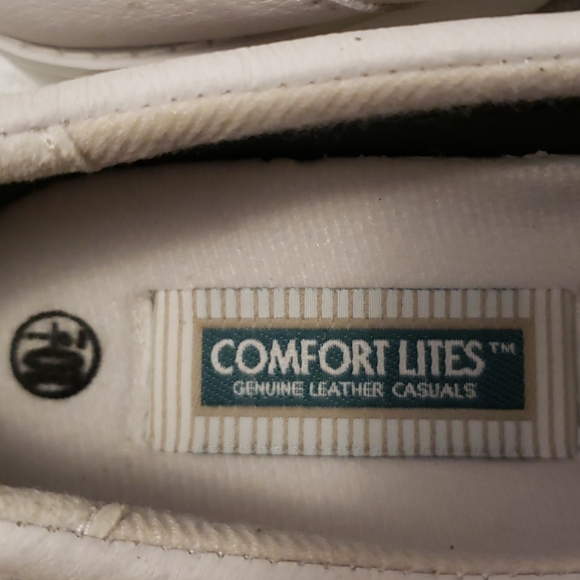 COMFORT LITES™
GENUINE LEATHER CASUALS